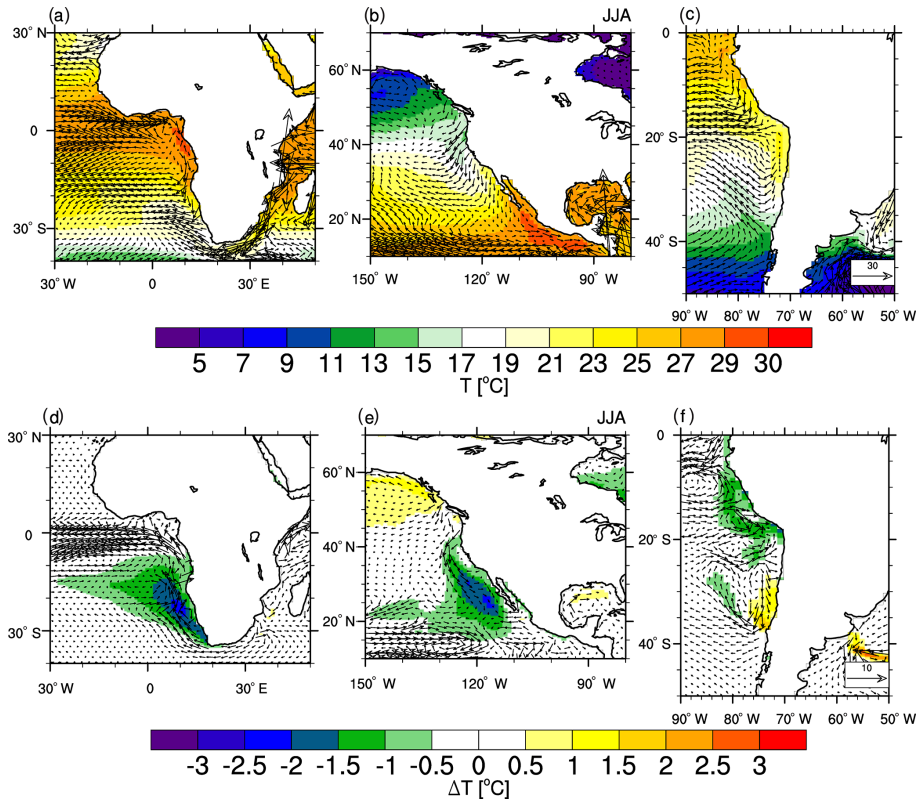 (a) (b) JJA (c)
30° N
0
30° S
30° W 0 30° E
60° N
40° N
20° N
150° W 120° W 90° W
0
20° S
40° S
30
90° W 80° W 70° W 60° W 50° W
5 7 9 11 13 15 17 19 21 23 25 27 29 30
T [°C]
(d) (e) JJA (f)
30° N
0
30° S
30° W 0 30° E
60° N
40° N
20° N
150° W 120° W 90° W
0
20° S
40° S
10
90° W 80° W 70° W 60° W 50° W
-3 -2.5 -2 -1.5 -1 -0.5 0 0.5 1 1.5 2 2.5 3
ΔT [°C]